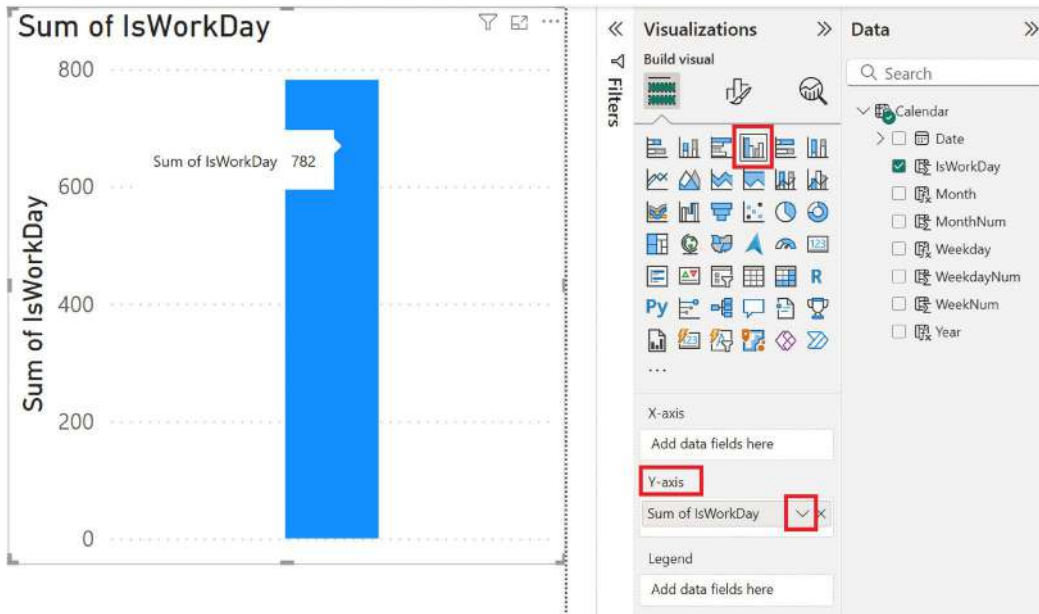 Sum of IsWorkDay
800
600
400
200
0
Sum of IsWorkDay
Sum of IsWorkDay 782
Filters
Visualizations
Build visual
123
R
Py
123
...
X-axis
Add data fields here
Y-axis
Sum of IsWorkDay
Legend
Add data fields here
Data
Search
Calendar
Date
IsWorkDay
Month
MonthNum
Weekday
WeekdayNum
WeekNum
Year